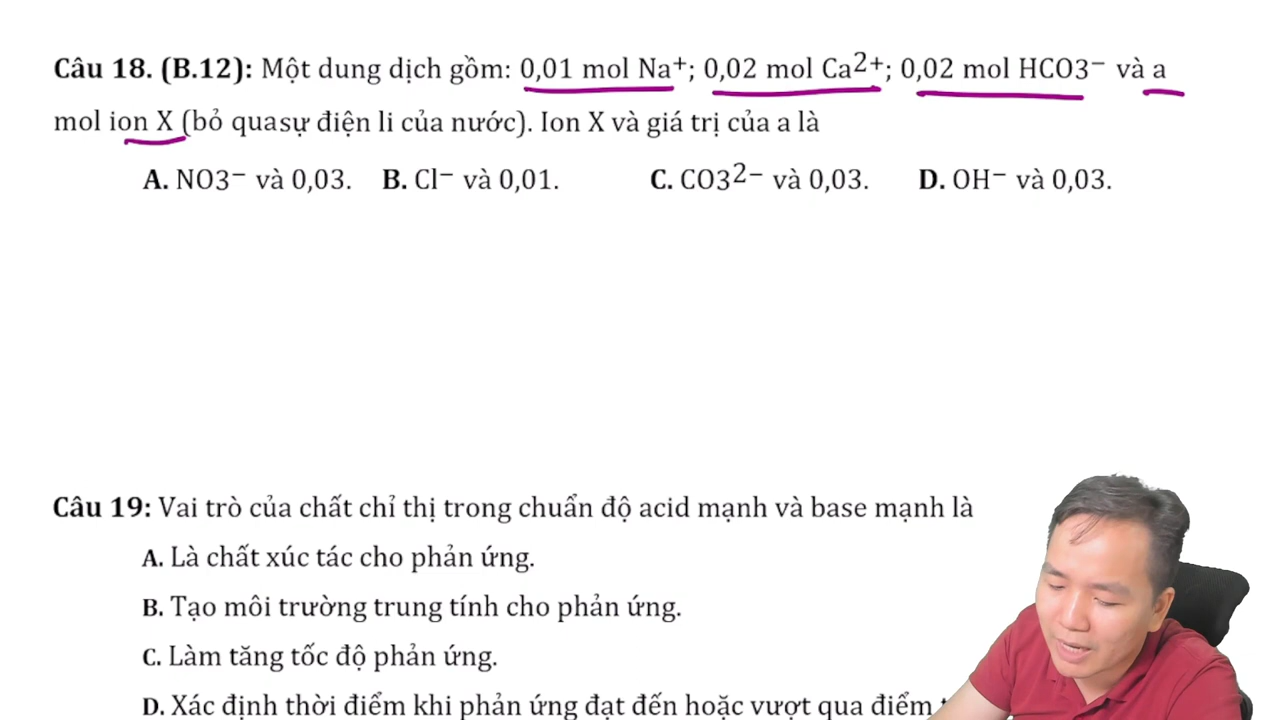 Câu 18. (B.12): Một dung dịch gồm: 0,01 mol Na⁺; 0,02 mol Ca²⁺; 0,02 mol HCO3⁻ và a
mol ion X (bỏ quasự điện li của nước). Ion X và giá trị của a là
A. NO3⁻ và 0,03. B. Cl⁻ và 0,01. C. CO3²⁻ và 0,03. D. OH⁻ và 0,03.
Câu 19: Vai trò của chất chỉ thị trong chuẩn độ acid mạnh và base mạnh là
A. Là chất xúc tác cho phản ứng.
B. Tạo môi trường trung tính cho phản ứng.
C. Làm tăng tốc độ phản ứng.
D. Xác định thời điểm khi phản ứng đạt đến hoặc vượt qua điểm